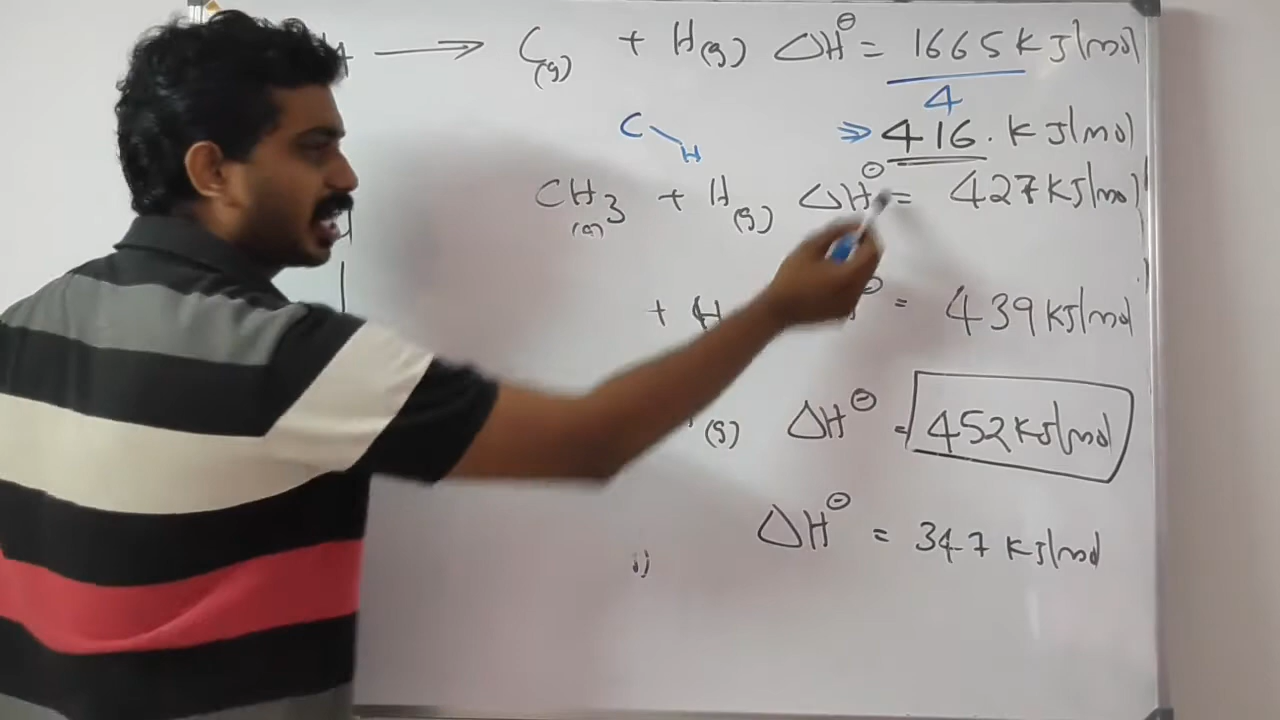 ⟶ C(g) + H(g) ΔH⊖ = 1665 KJ/mol
4
C H ⇒ 416. KJ/mol
CH3(g) + H(g) ΔH⊖ = 427 KJ/mol
+ H ⊖ = 439 KJ/mol
(g) ΔH⊖ = 452 KJ/mol
ΔH⊖ = 347 KJ/mol